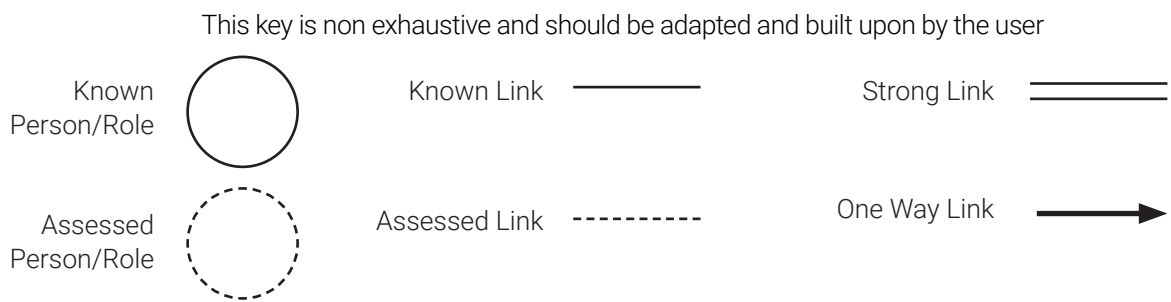 This key is non exhaustive and should be adapted and built upon by the user
Known
Person/Role
Known Link
Strong Link
Assessed
Person/Role
Assessed Link
One Way Link